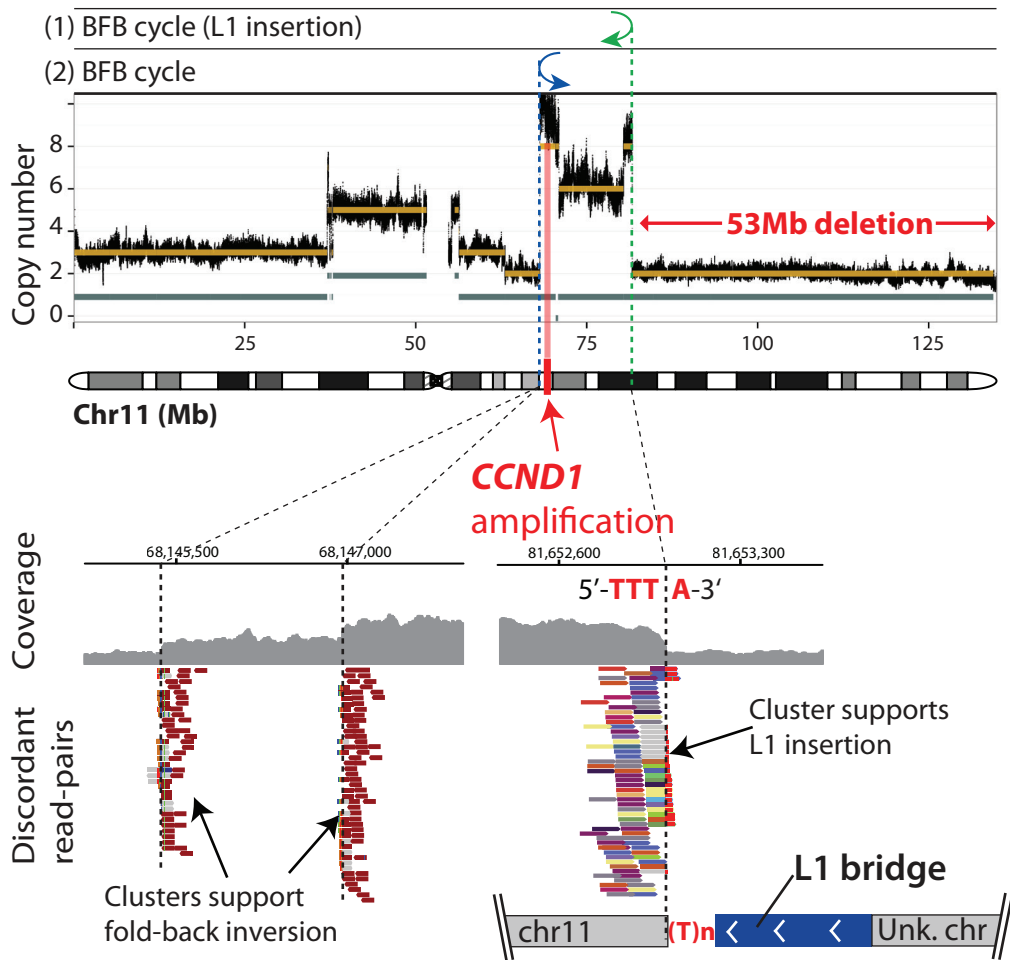 (1) BFB cycle (L1 insertion)
(2) BFB cycle
Copy number
8
6
4
2
0
53Mb deletion
25
50
75
100
125
Chr11 (Mb)
CCND1
amplification
68,145,500
68,147,000
81,652,600
81,653,300
5'-TTT A-3'
Coverage
Discordant
read-pairs
Cluster supports
L1 insertion
Clusters support
fold-back inversion
L1 bridge
chr11
(T)n
Unk. chr